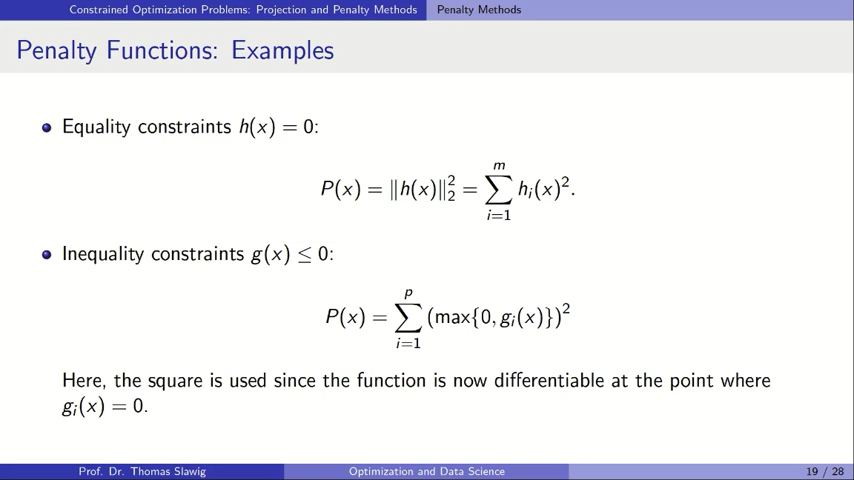 Constrained Optimization Problems: Projection and Penalty Methods Penalty Methods
Penalty Functions: Examples
Equality constraints h(x) = 0:
P(x) = ‖h(x)‖₂² = ∑_{i=1}^{m} hᵢ(x)².
Inequality constraints g(x) ≤ 0:
P(x) = ∑_{i=1}^{p} (max{0, gᵢ(x)})²
Here, the square is used since the function is now differentiable at the point where
gᵢ(x) = 0.
Prof. Dr. Thomas Slawig Optimization and Data Science 19 / 28